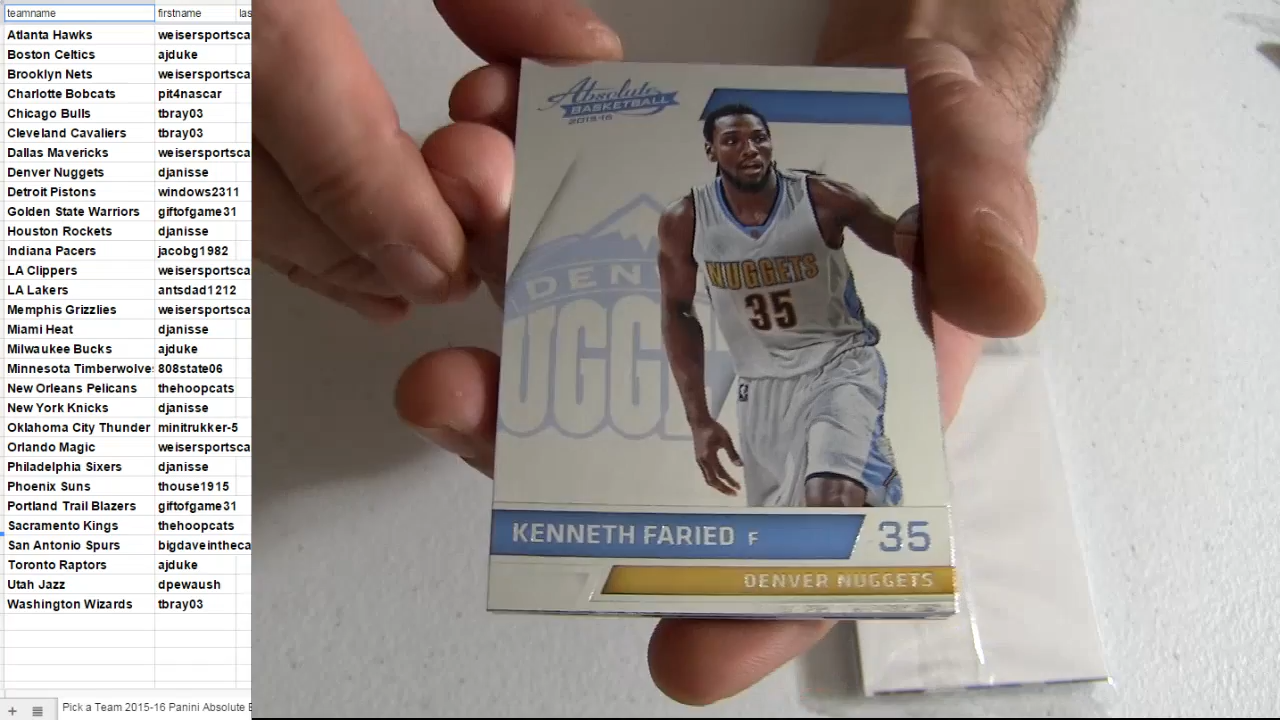 teamname firstname las
Atlanta Hawks weisersportsca
Boston Celtics ajduke
Brooklyn Nets weisersportsca
Charlotte Bobcats pit4nascar
Chicago Bulls tbray03
Cleveland Cavaliers tbray03
Dallas Mavericks weisersportsca
Denver Nuggets djanisse
Detroit Pistons windows2311
Golden State Warriors giftofgame31
Houston Rockets djanisse
Indiana Pacers jacobg1982
LA Clippers weisersportsca
LA Lakers antsdad1212
Memphis Grizzlies weisersportsca
Miami Heat djanisse
Milwaukee Bucks ajduke
Minnesota Timberwolve 808state06
New Orleans Pelicans thehoopcats
New York Knicks djanisse
Oklahoma City Thunder minitrukker-5
Orlando Magic weisersportsca
Philadelphia Sixers djanisse
Phoenix Suns thouse1915
Portland Trail Blazers giftofgame31
Sacramento Kings thehoopcats
San Antonio Spurs bigdaveintheca
Toronto Raptors ajduke
Utah Jazz dpewaush
Washington Wizards tbray03
Pick a Team 2015-16 Panini Absolute B
Absolute
BASKETBALL
2015-16
DEN
UGG
NUGGETS
35
KENNETH FARIED F 35
DENVER NUGGETS